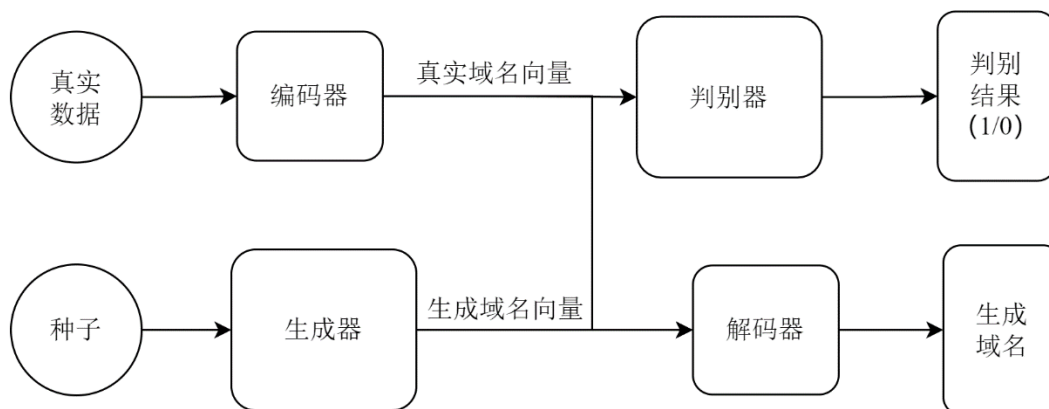 真实
数据
编码器
真实域名向量
判别器
判别
结果
(1/0)
种子
生成器
生成域名向量
解码器
生成
域名